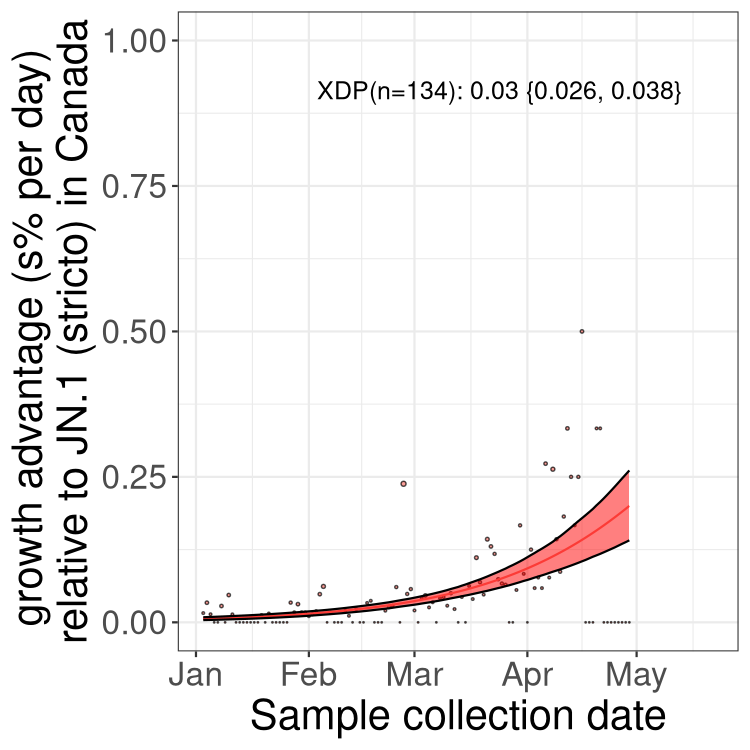 growth advantage (s% per day)
relative to JN.1 (stricto) in Canada
1.00
0.75
0.50
0.25
0.00
XDP(n=134): 0.03 {0.026, 0.038}
Jan Feb Mar Apr May
Sample collection date